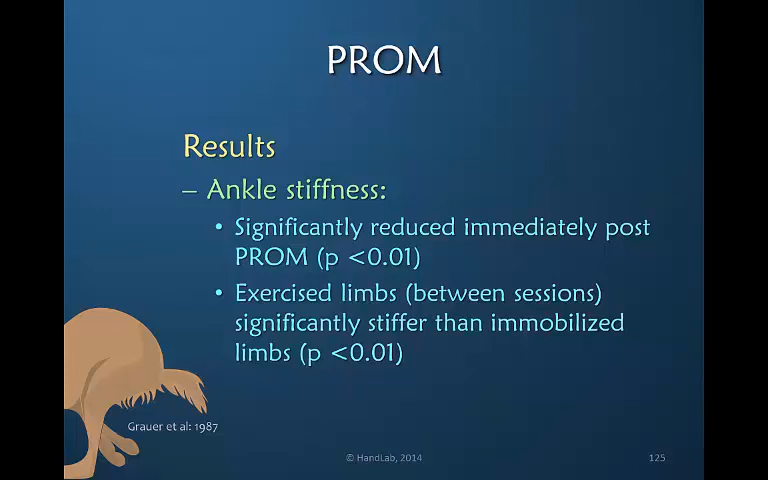 PROM
Results
– Ankle stiffness:
• Significantly reduced immediately post
PROM (p <0.01)
• Exercised limbs (between sessions)
significantly stiffer than immobilized
limbs (p <0.01)
Grauer et al: 1987
© HandLab, 2014
125